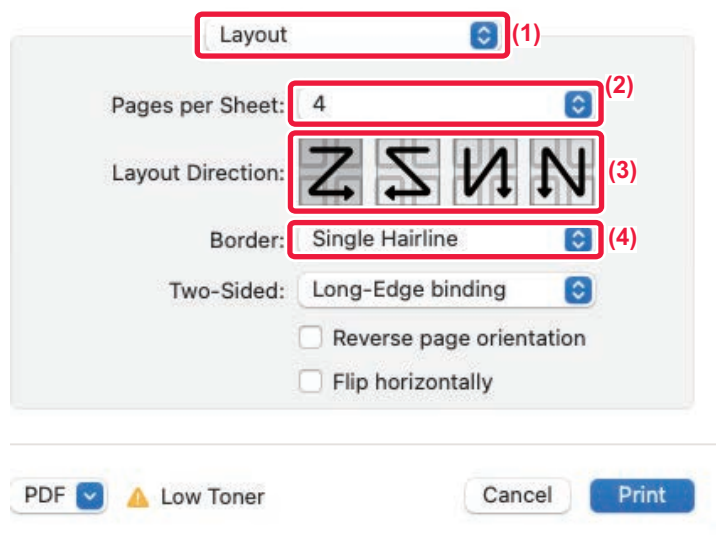 Layout (1)
Pages per Sheet: 4 (2)
Layout Direction: (3)
Border: Single Hairline (4)
Two-Sided: Long-Edge binding
Reverse page orientation
Flip horizontally
PDF Low Toner Cancel Print